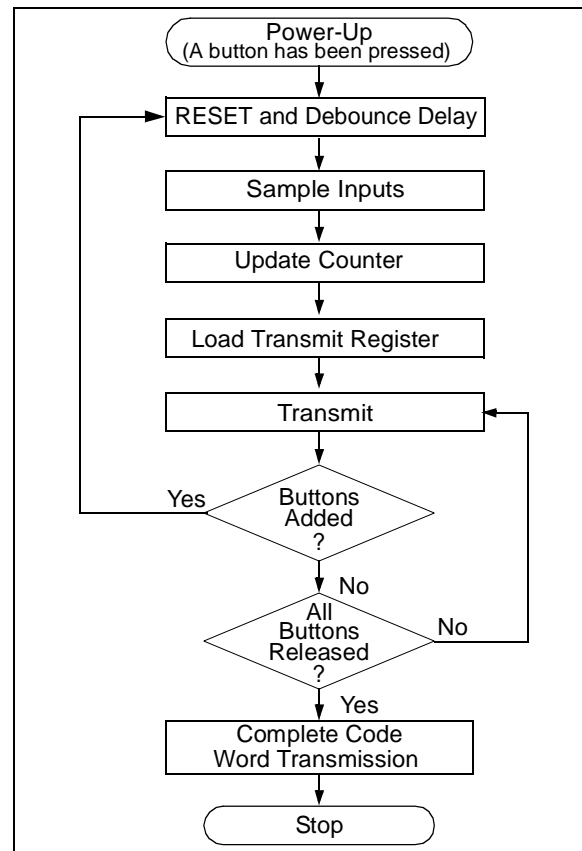 Power-Up
(A button has been pressed)
RESET and Debounce Delay
Sample Inputs
Update Counter
Load Transmit Register
Transmit
Yes
Buttons
Added
?
No
All
Buttons
Released
?
No
Yes
Complete Code
Word Transmission
Stop